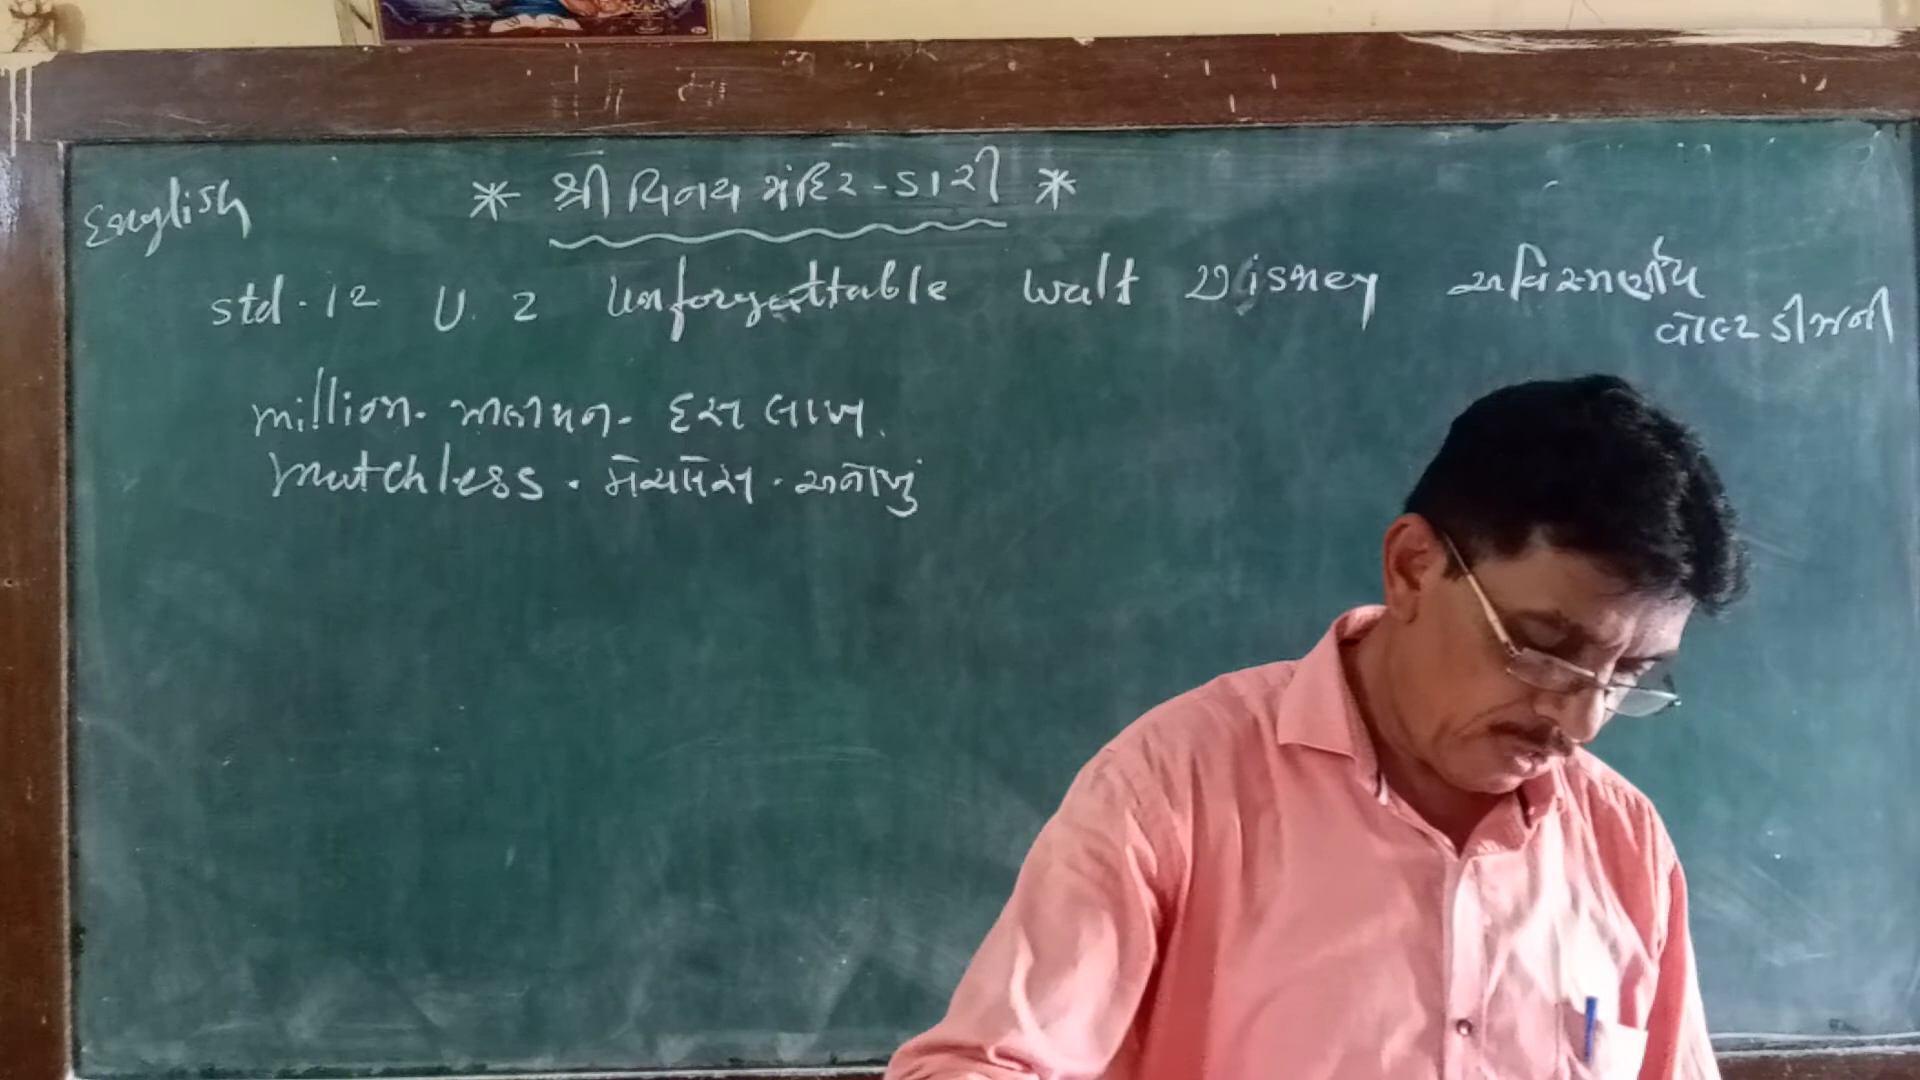 English
* શ્રી વિનય મંદિર - કારી *
std. 12 U. 2 Unforgettable Walt Disney અવિસ્મરણીય
વોલ્ટ ડીઝની
million. મિલીયન. દસ લાખ.
matchless. મેચલેસ. અનોખું